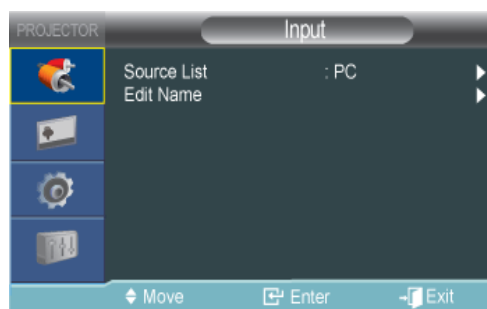 PROJECTOR
Input
Source List : PC
Edit Name
Move Enter Exit